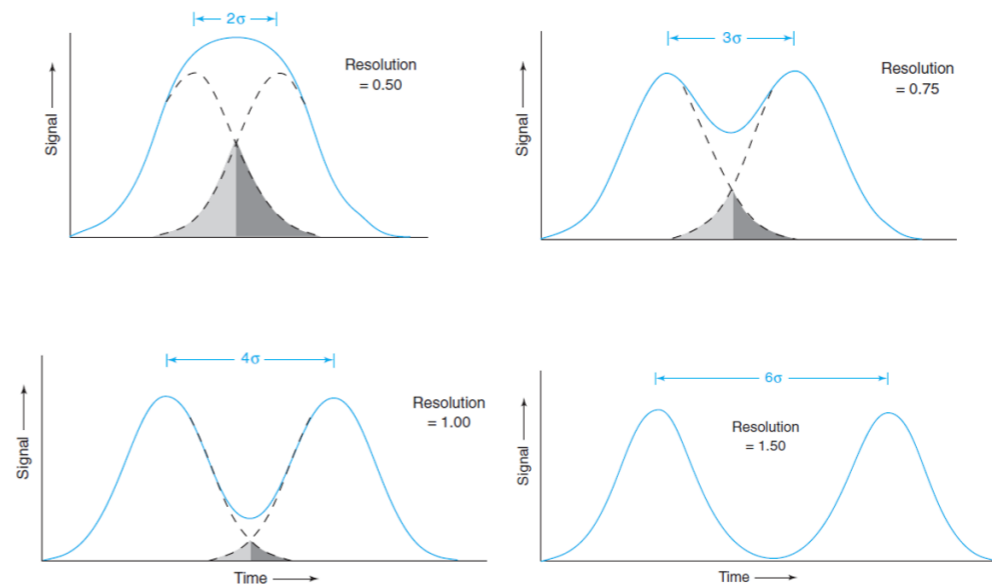 2σ
Resolution
= 0.50
Signal
3σ
Resolution
= 0.75
Signal
4σ
Resolution
= 1.00
Signal
Time
6σ
Resolution
= 1.50
Signal
Time